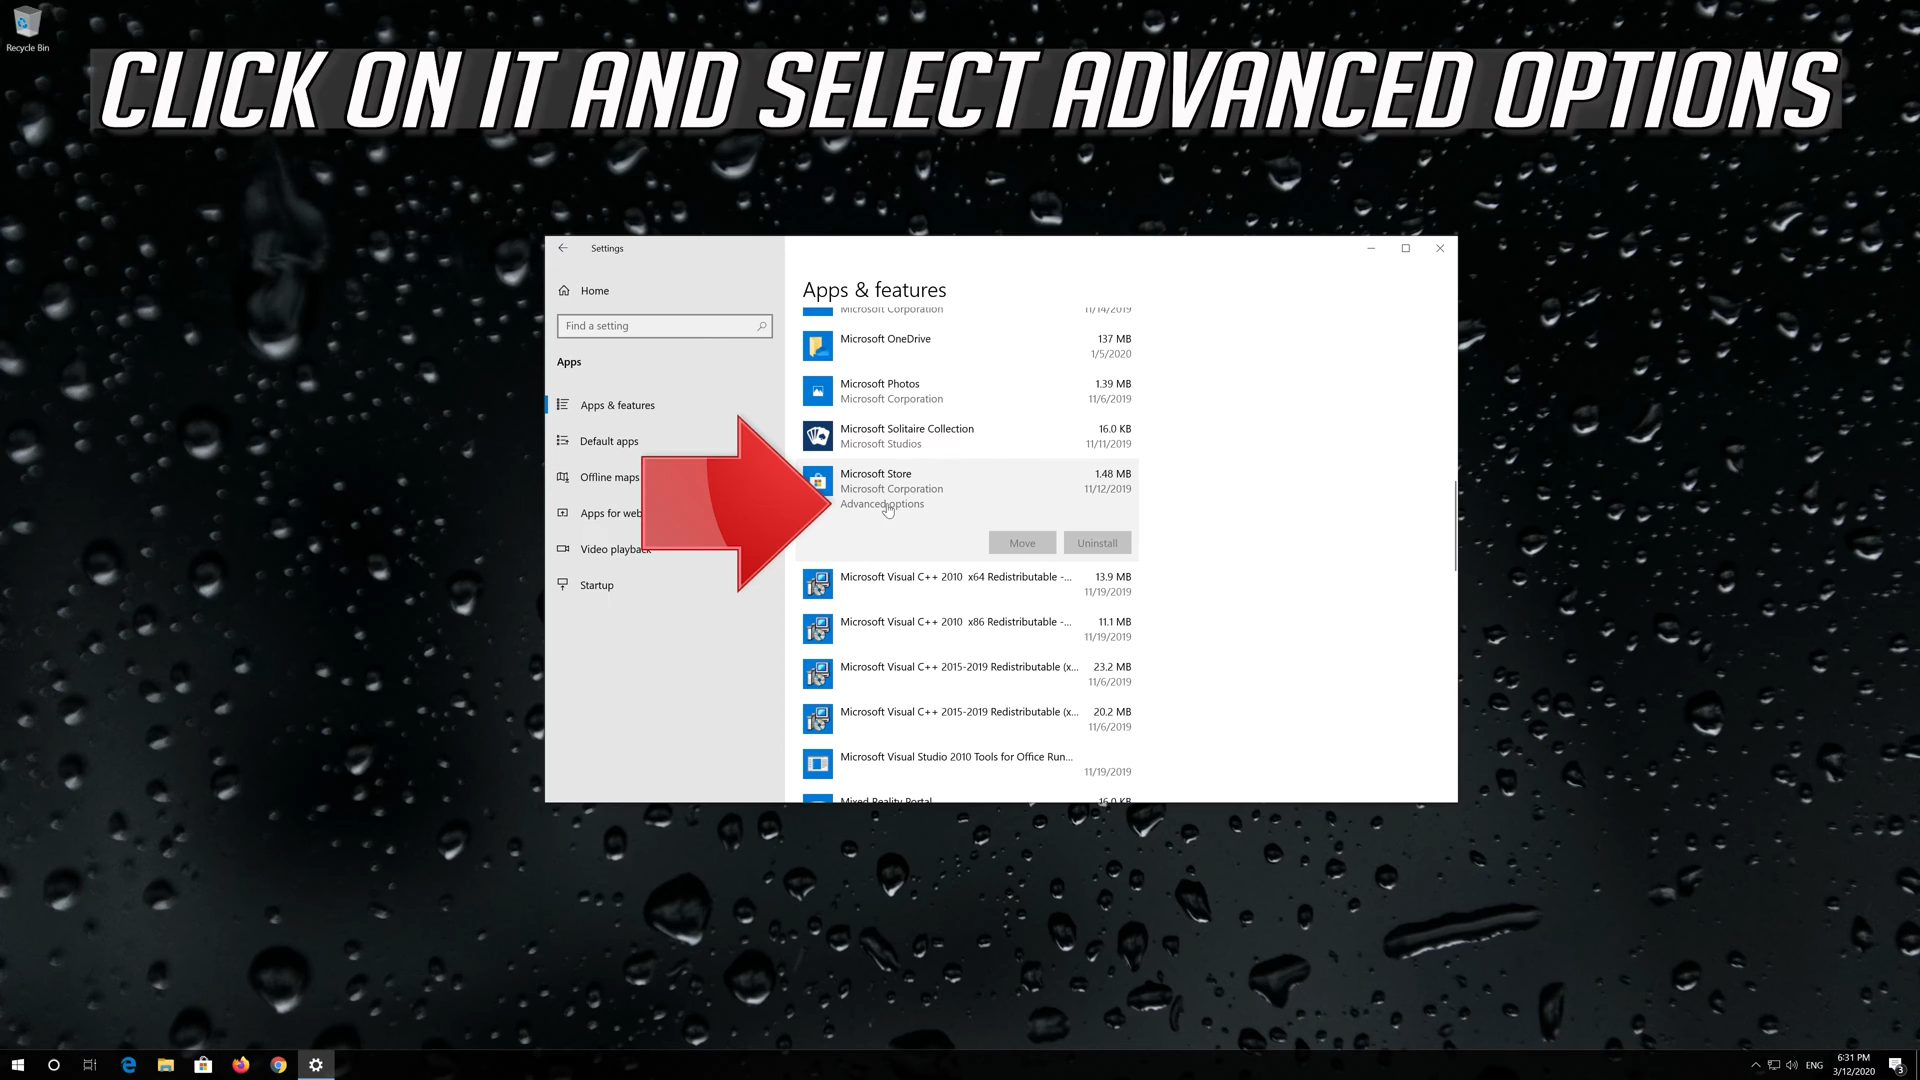 Recycle Bin
CLICK ON IT AND SELECT ADVANCED OPTIONS
Settings
Home
Find a setting
Apps
Apps & features
Default apps
Offline maps
Apps for web
Video playback
Startup
Apps & features
Microsoft Corporation 11/14/2019
Microsoft OneDrive 137 MB
1/5/2020
Microsoft Photos 1.39 MB
Microsoft Corporation 11/6/2019
Microsoft Solitaire Collection 16.0 KB
Microsoft Studios 11/11/2019
Microsoft Store 1.48 MB
Microsoft Corporation 11/12/2019
Advanced options
Move Uninstall
Microsoft Visual C++ 2010 x64 Redistributable -... 13.9 MB
11/19/2019
Microsoft Visual C++ 2010 x86 Redistributable -... 11.1 MB
11/19/2019
Microsoft Visual C++ 2015-2019 Redistributable (x... 23.2 MB
11/6/2019
Microsoft Visual C++ 2015-2019 Redistributable (x... 20.2 MB
11/6/2019
Microsoft Visual Studio 2010 Tools for Office Run...
11/19/2019
Mixed Reality Portal 16.0 KB
ENG
6:31 PM
3/12/2020
3